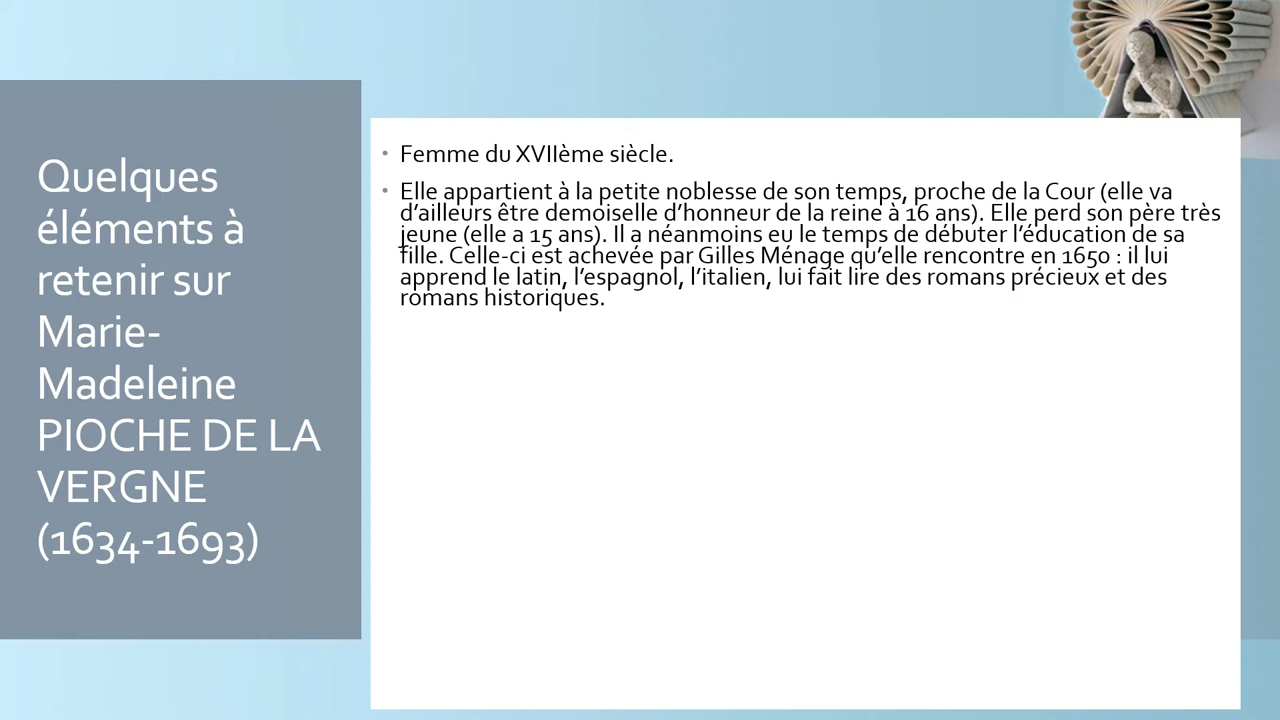 Quelques
éléments à
retenir sur
Marie-
Madeleine
PIOCHE DE LA
VERGNE
(1634-1693)
• Femme du XVIIème siècle.
• Elle appartient à la petite noblesse de son temps, proche de la Cour (elle va
d’ailleurs être demoiselle d’honneur de la reine à 16 ans). Elle perd son père très
jeune (elle a 15 ans). Il a néanmoins eu le temps de débuter l’éducation de sa
fille. Celle-ci est achevée par Gilles Ménage qu’elle rencontre en 1650 : il lui
apprend le latin, l’espagnol, l’italien, lui fait lire des romans précieux et des
romans historiques.